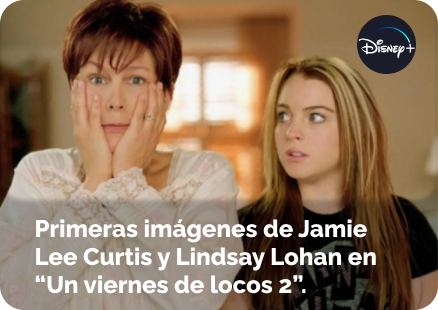 Disney+
Primeras imágenes de Jamie
Lee Curtis y Lindsay Lohan en
“Un viernes de locos 2”.